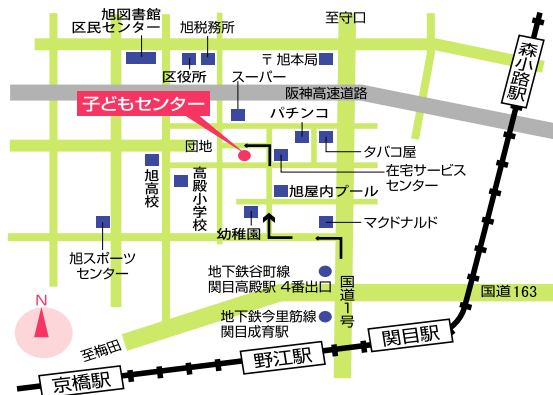 旭図書館
区民センター
旭税務所
至守口
区役所
〒旭本局
スーパー
阪神高速道路
森小路駅
子どもセンター
パチンコ
団地
タバコ屋
在宅サービス
センター
旭高校
高殿小学校
旭屋内プール
幼稚園
マクドナルド
旭スポーツ
センター
地下鉄谷町線
関目高殿駅 4番出口
国道1号
国道163
N
地下鉄今里筋線
関目成育駅
至梅田
関目駅
野江駅
京橋駅